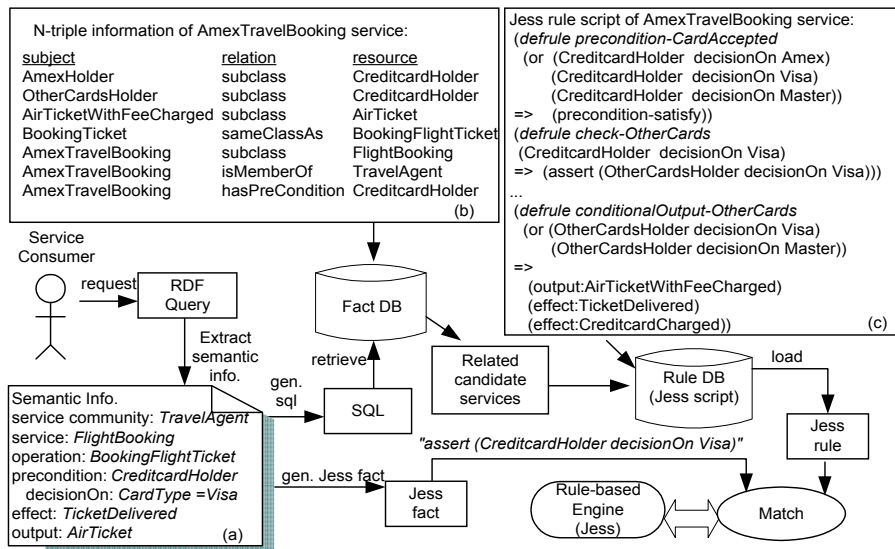 N-triple information of AmexTravelBooking service:
subject relation resource
AmexHolder subclass CreditcardHolder
OtherCardsHolder subclass CreditcardHolder
AirTicketWithFeeCharged subclass AirTicket
BookingTicket sameClassAs BookingFlightTicket
AmexTravelBooking subclass FlightBooking
AmexTravelBooking isMemberOf TravelAgent
AmexTravelBooking hasPreCondition CreditcardHolder
(b)
Jess rule script of AmexTravelBooking service:
(defrule precondition-CardAccepted
(or (CreditcardHolder decisionOn Amex)
(CreditcardHolder decisionOn Visa)
(CreditcardHolder decisionOn Master))
=> (precondition-satisfy))
(defrule check-OtherCards
(CreditcardHolder decisionOn Visa)
=> (assert (OtherCardsHolder decisionOn Visa)))
...
(defrule conditionalOutput-OtherCards
(or (OtherCardsHolder decisionOn Visa)
(OtherCardsHolder decisionOn Master))
=>
(output:AirTicketWithFeeCharged)
(effect:TicketDelivered)
(effect:CreditcardCharged))
(c)
Service
Consumer
request
RDF
Query
Extract
semantic
info.
Fact DB
retrieve
gen.
sql
SQL
Related
candidate
services
Rule DB
(Jess script)
load
Jess
rule
Semantic Info.
service community: TravelAgent
service: FlightBooking
operation: BookingFlightTicket
precondition: CreditcardHolder
decisionOn: CardType =Visa
effect: TicketDelivered
output: AirTicket
(a)
gen. Jess fact
Jess
fact
"assert (CreditcardHolder decisionOn Visa)"
Rule-based
Engine
(Jess)
Match